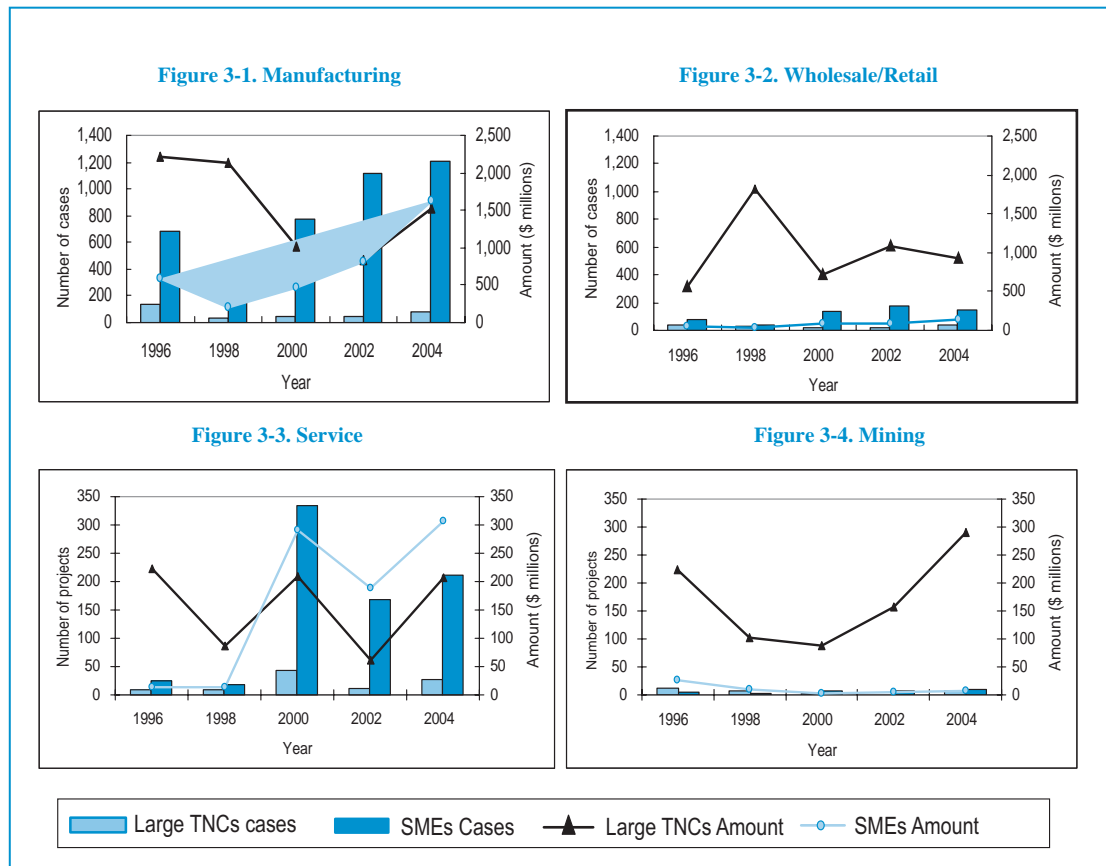 Figure 3-1. Manufacturing
Number of cases
1,400
1,200
1,000
800
600
400
200
0
2,500
2,000
1,500
1,000
500
0
Amount ($ millions)
1996 1998 2000 2002 2004
Year
Figure 3-2. Wholesale/Retail
Number of cases
1,400
1,200
1,000
800
600
400
200
0
2,500
2,000
1,500
1,000
500
0
Amount ($ millions)
1996 1998 2000 2002 2004
Year
Figure 3-3. Service
Number of projects
350
300
250
200
150
100
50
0
350
300
250
200
150
100
50
0
Amount ($ millions)
1996 1998 2000 2002 2004
Year
Figure 3-4. Mining
Number of projects
350
300
250
200
150
100
50
0
350
300
250
200
150
100
50
0
Amount ($ millions)
1996 1998 2000 2002 2004
Year
Large TNCs cases SMEs Cases Large TNCs Amount SMEs Amount